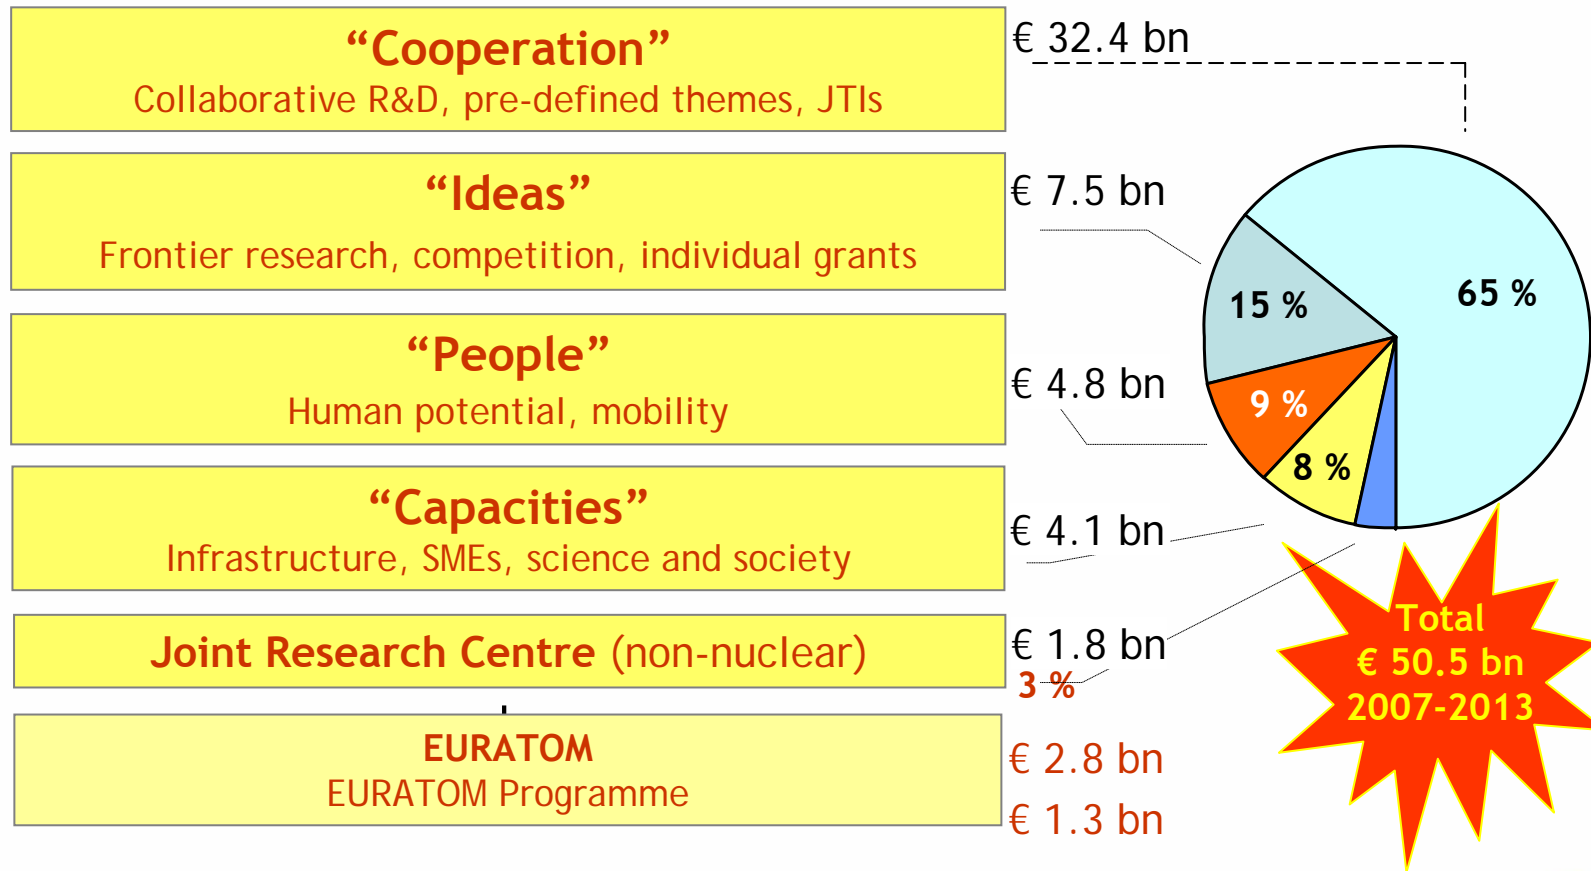 “Cooperation”
Collaborative R&D, pre-defined themes, JTIs
€ 32.4 bn
“Ideas”
Frontier research, competition, individual grants
€ 7.5 bn
“People”
Human potential, mobility
€ 4.8 bn
“Capacities”
Infrastructure, SMEs, science and society
€ 4.1 bn
Joint Research Centre (non-nuclear)
€ 1.8 bn
3 %
EURATOM
EURATOM Programme
€ 2.8 bn
€ 1.3 bn
65 %
15 %
9 %
8 %
Total
€ 50.5 bn
2007-2013